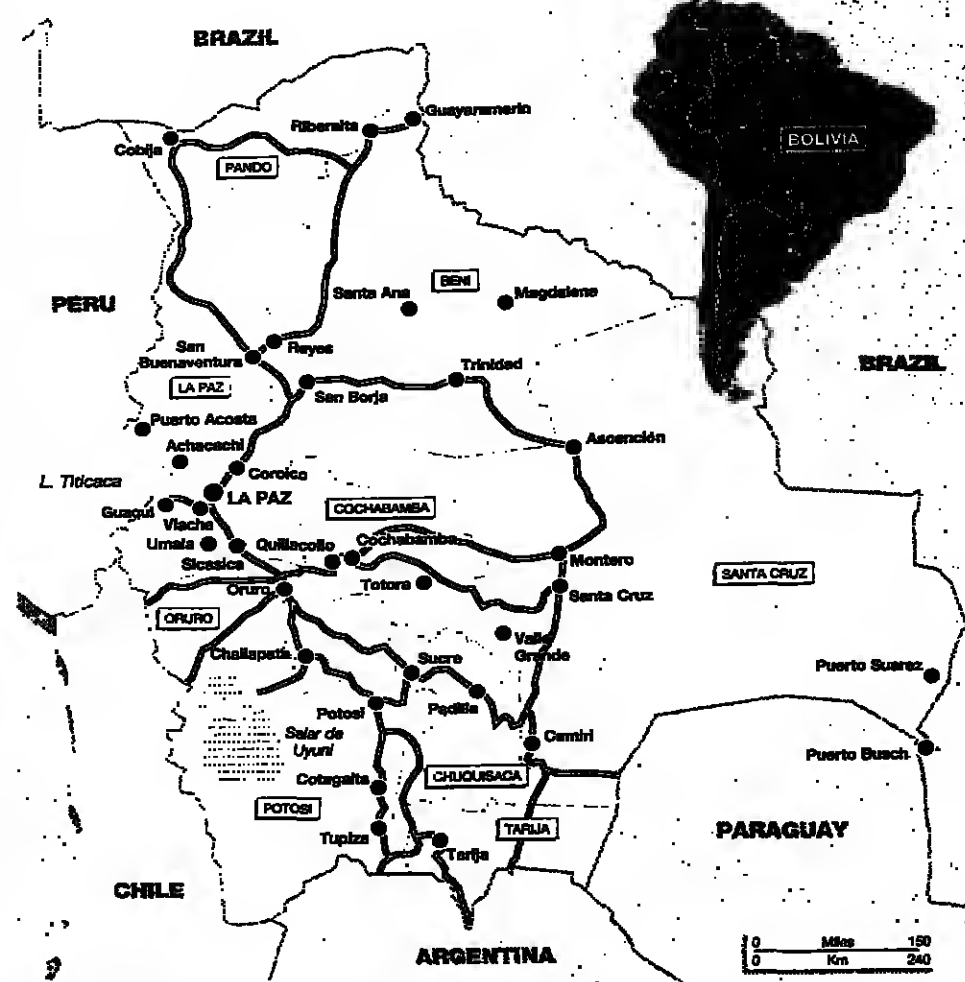 BRAZIL
Guayaramerin
Riberalta
Cobija
PANDO
BOLIVIA
BENI
Santa Ana
Magdalena
PERU
San
Buenaventura
Reyes
BRAZIL
LA PAZ
San Borja
Trinidad
Puerto Acosta
Achacachi
Ascención
L. Titicaca
Coroico
LA PAZ
Guaqui
Viacha
COCHABAMBA
Umala
Sicasica
Quillacollo
Cochabamba
Montero
SANTA CRUZ
Oruro
Totora
Santa Cruz
ORURO
Valle
Grande
Challapata
Sucre
Puerto Suarez
Potosi
Padilla
Salar de
Uyuni
Camiri
Puerto Busch
Cotagaita
CHUQUISACA
POTOSI
Tupiza
Tarija
TARIJA
PARAGUAY
CHILE
ARGENTINA
0 Miles 150
0 Km 240